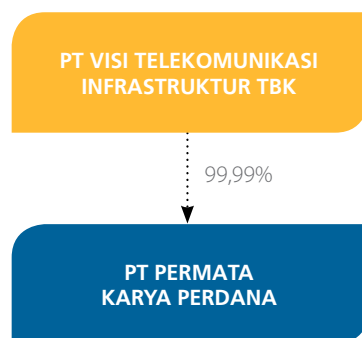 PT VISI TELEKOMUNIKASI
INFRASTRUKTUR TBK
99,99%
PT PERMATA
KARYA PERDANA